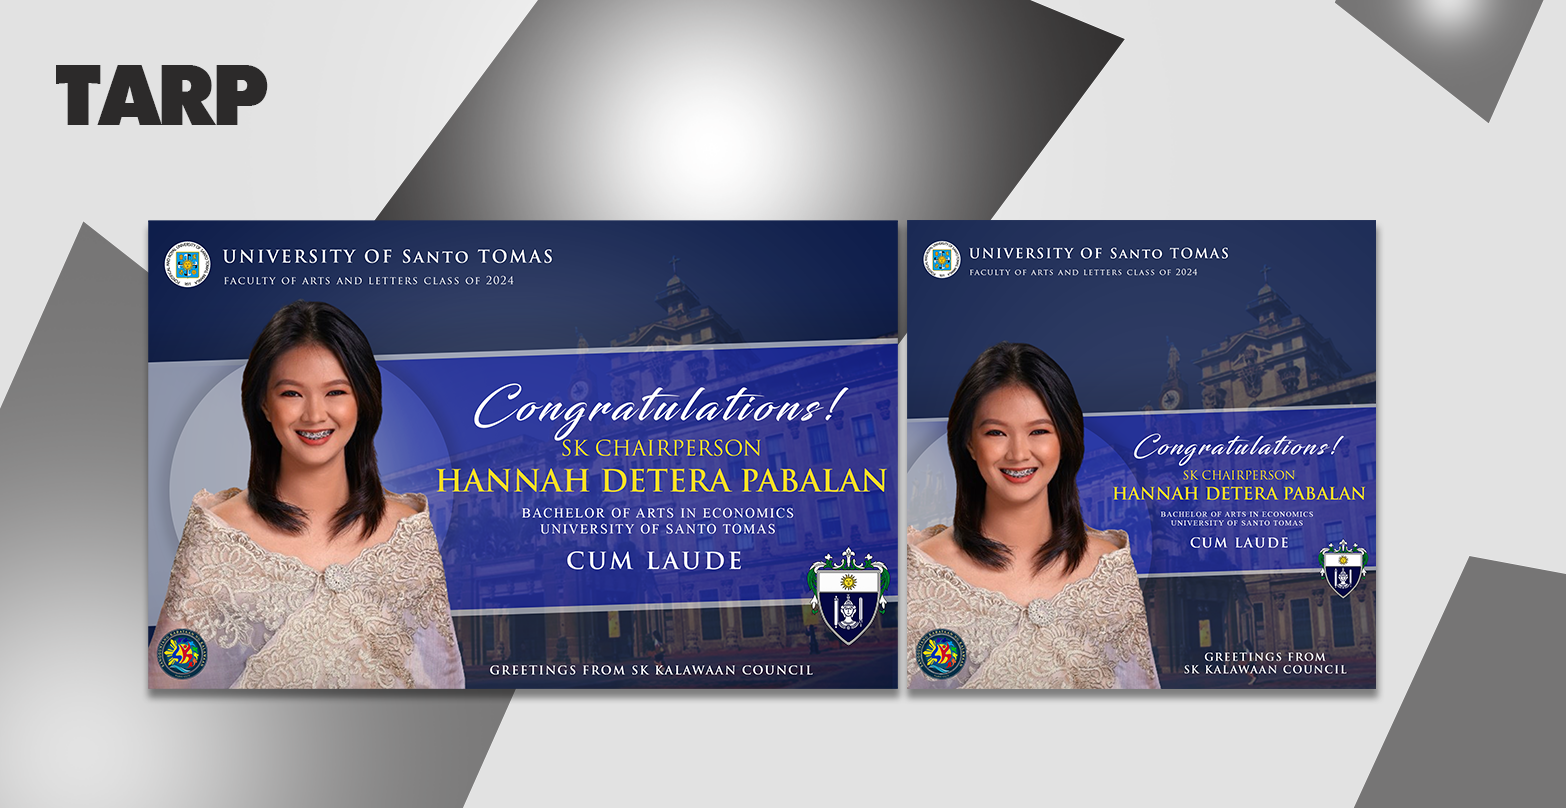 TARP
UNIVERSITY OF SANTO TOMAS
FACULTY OF ARTS AND LETTERS CLASS OF 2024
Congratulations!
SK CHAIRPERSON
HANNAH DETERA PABALAN
BACHELOR OF ARTS IN ECONOMICS
UNIVERSITY OF SANTO TOMAS
CUM LAUDE
GREETINGS FROM SK KALAWAAN COUNCIL
UNIVERSITY OF SANTO TOMAS
FACULTY OF ARTS AND LETTERS CLASS OF 2024
Congratulations!
SK CHAIRPERSON
HANNAH DETERA PABALAN
BACHELOR OF ARTS IN ECONOMICS
UNIVERSITY OF SANTO TOMAS
CUM LAUDE
GREETINGS FROM
SK KALAWAAN COUNCIL